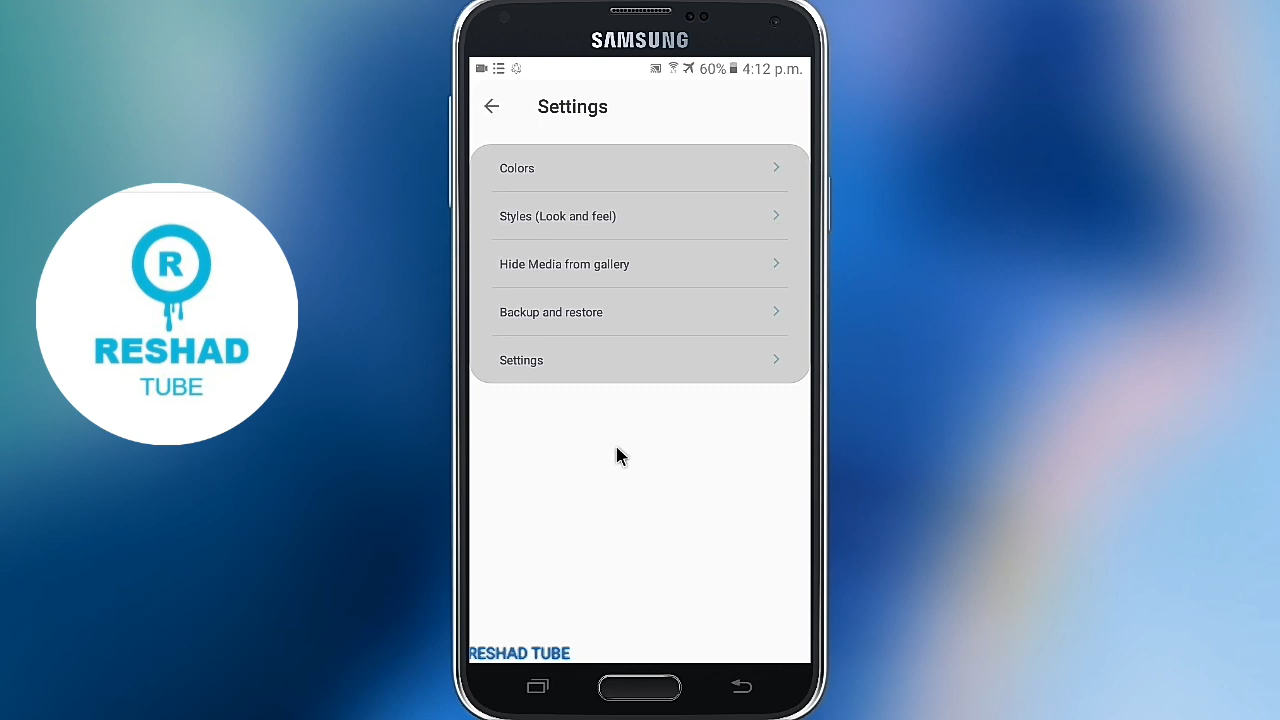 SAMSUNG
60% 4:12 p.m.
Settings
Colors
Styles (Look and feel)
Hide Media from gallery
Backup and restore
Settings
RESHAD TUBE
R
RESHAD
TUBE